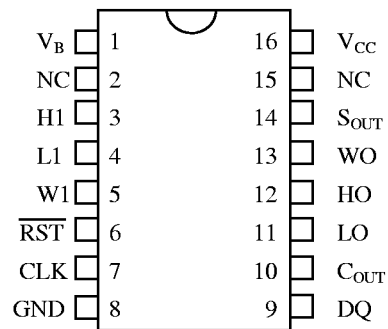 V_B 1 16 V_CC
NC 2 15 NC
H1 3 14 S_OUT
L1 4 13 WO
W1 5 12 HO
R̅S̅T̅ 6 11 LO
CLK 7 10 C_OUT
GND 8 9 DQ